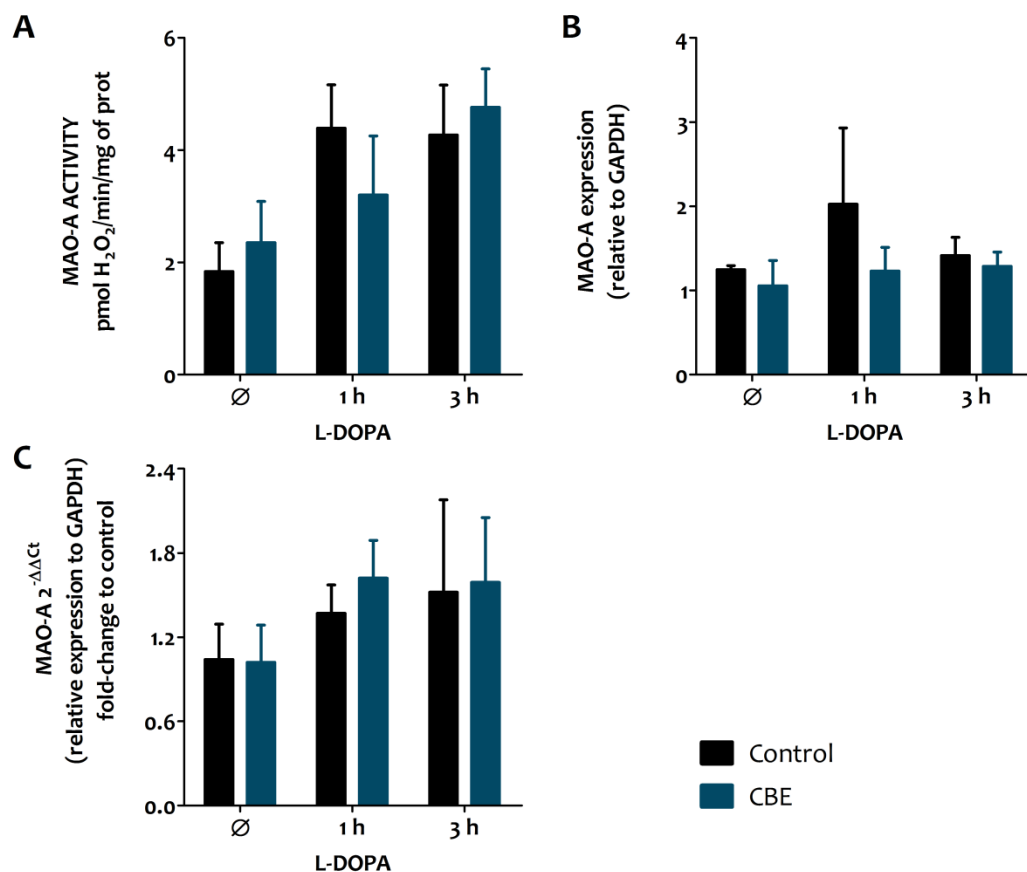 A
MAO-A ACTIVITY
pmol H₂O₂/min/mg of prot
6
4
2
0
∅
1 h
3 h
L-DOPA
B
MAO-A expression
(relative to GAPDH)
4
3
2
1
0
∅
1 h
3 h
L-DOPA
C
MAO-A 2^-ΔΔCt
(relative expression to GAPDH)
fold-change to control
2.4
1.8
1.2
0.6
0.0
∅
1 h
3 h
L-DOPA
Control
CBE